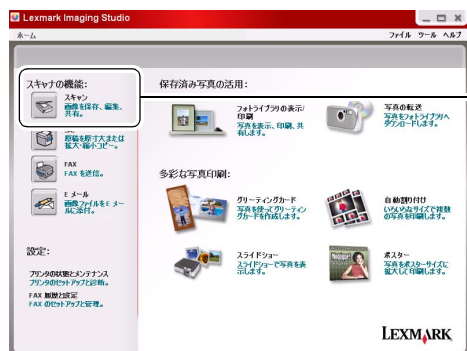 Lexmark Imaging Studio
ホーム
ファイル ツール ヘルプ
スキャナの機能:
スキャン
画像を保存、編集、
共有。
原稿を原寸大または
拡大・縮小コピー。
FAX
FAX を送信。
E メール
画像ファイルを E メー
ルに添付。
設定:
プリンタの状態とメンテナンス
プリンタのセットアップと診断。
FAX 履歴と設定
FAX のセットアップと管理。
保存済み写真の活用:
フォトライブラリの表示/
印刷
写真を表示、印刷、共
有します。
写真の転送
写真をフォトライブラリへ
ダウンロードします。
多彩な写真印刷:
グリーティングカード
写真を使ってグリーティン
グカードを作成します。
自動割り付け
いろいろなサイズで複数
の写真を印刷します。
スライドショー
スライドショーで写真を表
示します。
ポスター
写真をポスターサイズに
拡大して印刷します。
LEXMARK